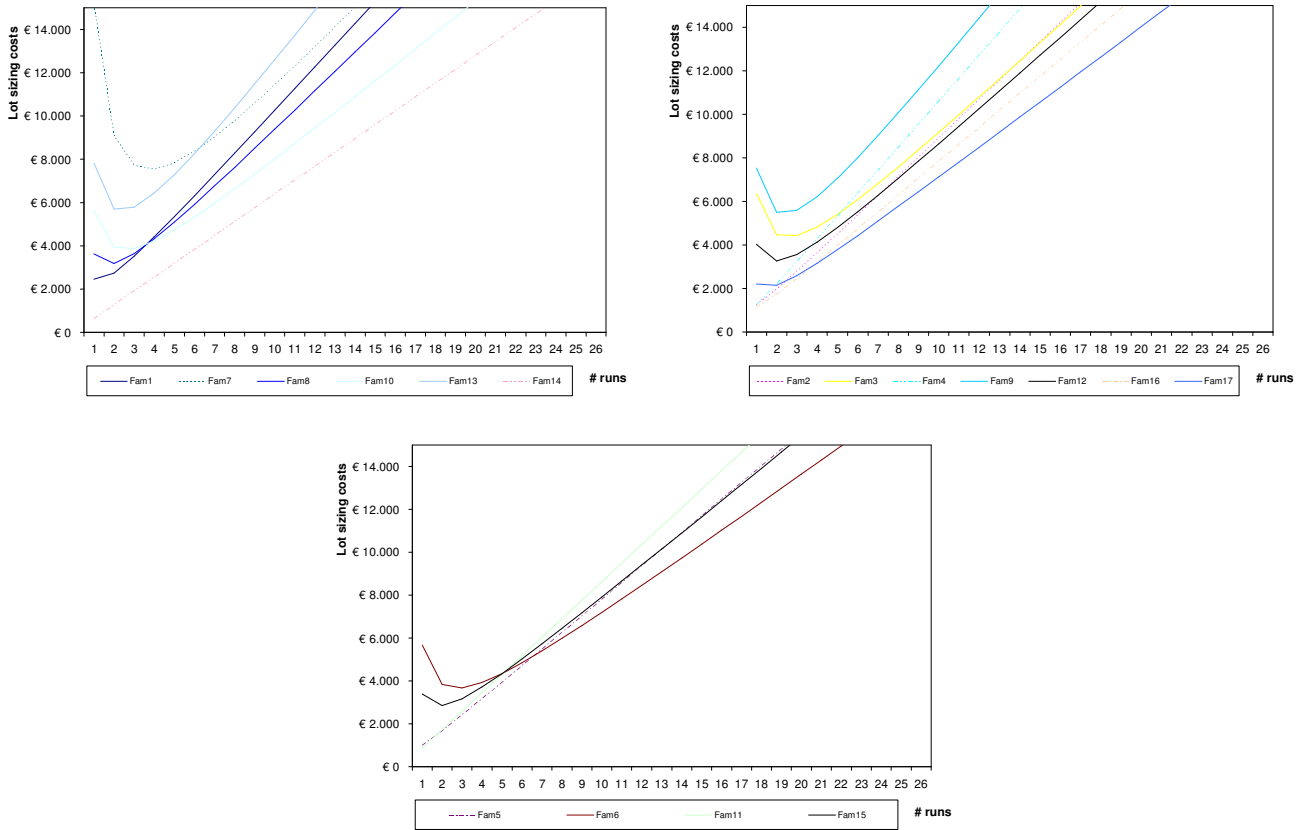 Lot sizing costs
€ 14.000
€ 12.000
€ 10.000
€ 8.000
€ 6.000
€ 4.000
€ 2.000
€ 0
1 2 3 4 5 6 7 8 9 10 11 12 13 14 15 16 17 18 19 20 21 22 23 24 25 26
Fam1 Fam7 Fam8 Fam10 Fam13 Fam14
# runs
Lot sizing costs
€ 14.000
€ 12.000
€ 10.000
€ 8.000
€ 6.000
€ 4.000
€ 2.000
€ 0
1 2 3 4 5 6 7 8 9 10 11 12 13 14 15 16 17 18 19 20 21 22 23 24 25 26
Fam2 Fam3 Fam4 Fam9 Fam12 Fam16 Fam17
# runs
Lot sizing costs
€ 14.000
€ 12.000
€ 10.000
€ 8.000
€ 6.000
€ 4.000
€ 2.000
€ 0
1 2 3 4 5 6 7 8 9 10 11 12 13 14 15 16 17 18 19 20 21 22 23 24 25 26
Fam5 Fam6 Fam11 Fam15
# runs